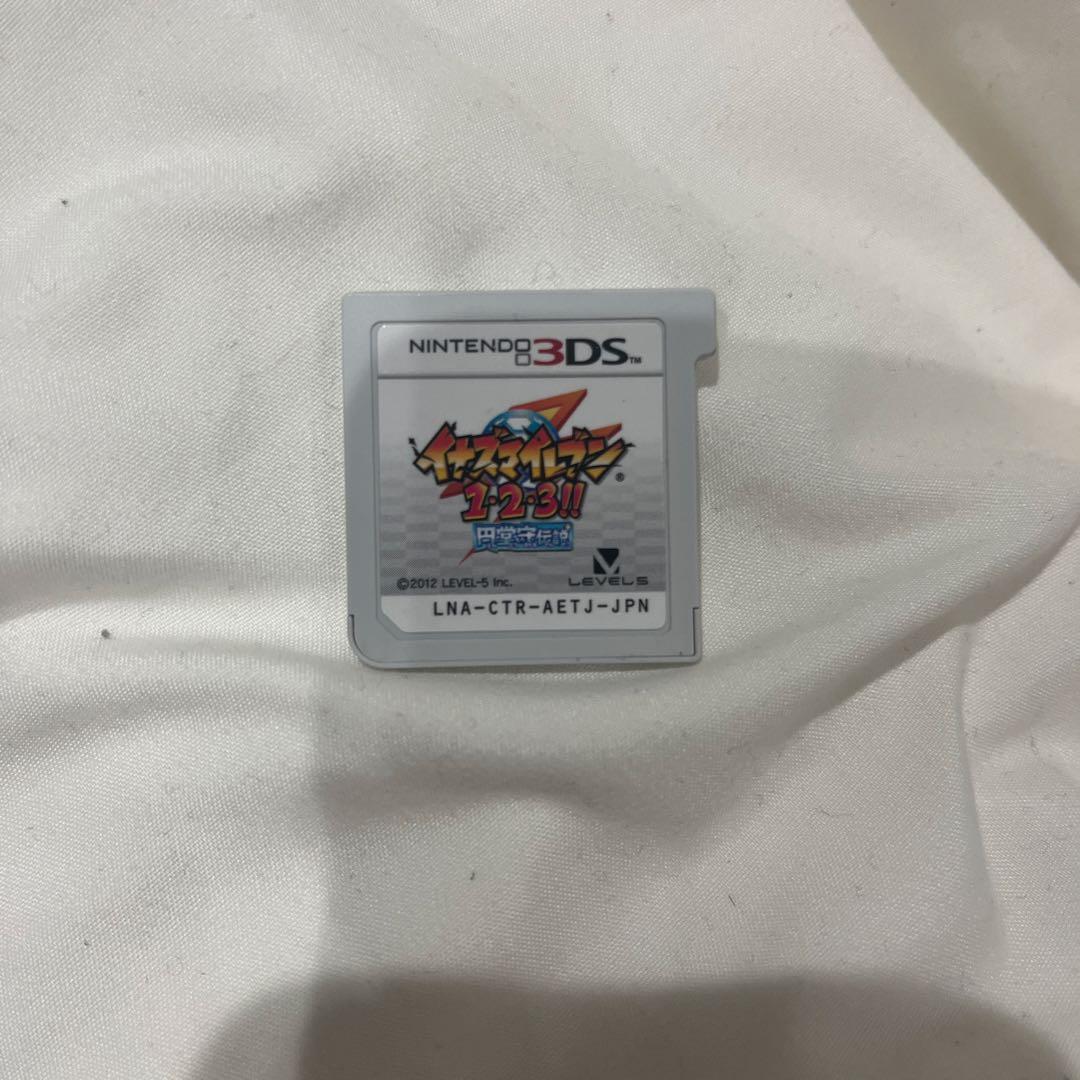 NINTENDO 3DS™
イナズマイレブン®
1・2・3!!
円堂守伝説
©2012 LEVEL-5 Inc.
LEVEL5
LNA-CTR-AETJ-JPN